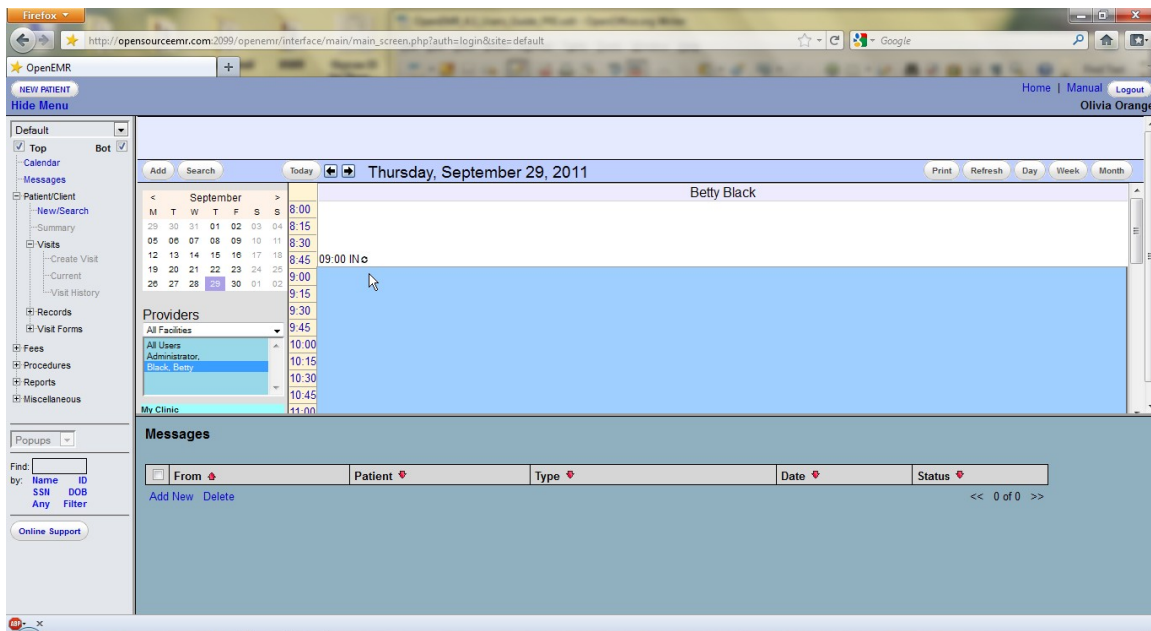 Firefox
http://opensourceemr.com:2099/openemr/interface/main/main_screen.php?auth=login&site=default
Google
OpenEMR
NEW PATIENT
Hide Menu
Home | Manual Logout
Olivia Orange
Default
Top Bot
Calendar
Messages
Patient/Client
New/Search
Summary
Visits
Create Visit
Current
Visit History
Records
Visit Forms
Fees
Procedures
Reports
Miscellaneous
Popups
Find:
by: Name ID
SSN DOB
Any Filter
Online Support
Add Search Today Thursday, September 29, 2011 Print Refresh Day Week Month
< September >
M T W T F S S
29 30 31 01 02 03 04
05 06 07 08 09 10 11
12 13 14 15 16 17 18
19 20 21 22 23 24 25
26 27 28 29 30 01 02
Providers
All Facilities
All Users
Administrator,
Black, Betty
My Clinic
Betty Black
8:00
8:15
8:30
8:45 09:00 IN
9:00
9:15
9:30
9:45
10:00
10:15
10:30
10:45
11:00
Messages
From Patient Type Date Status
Add New Delete << 0 of 0 >>
ABP